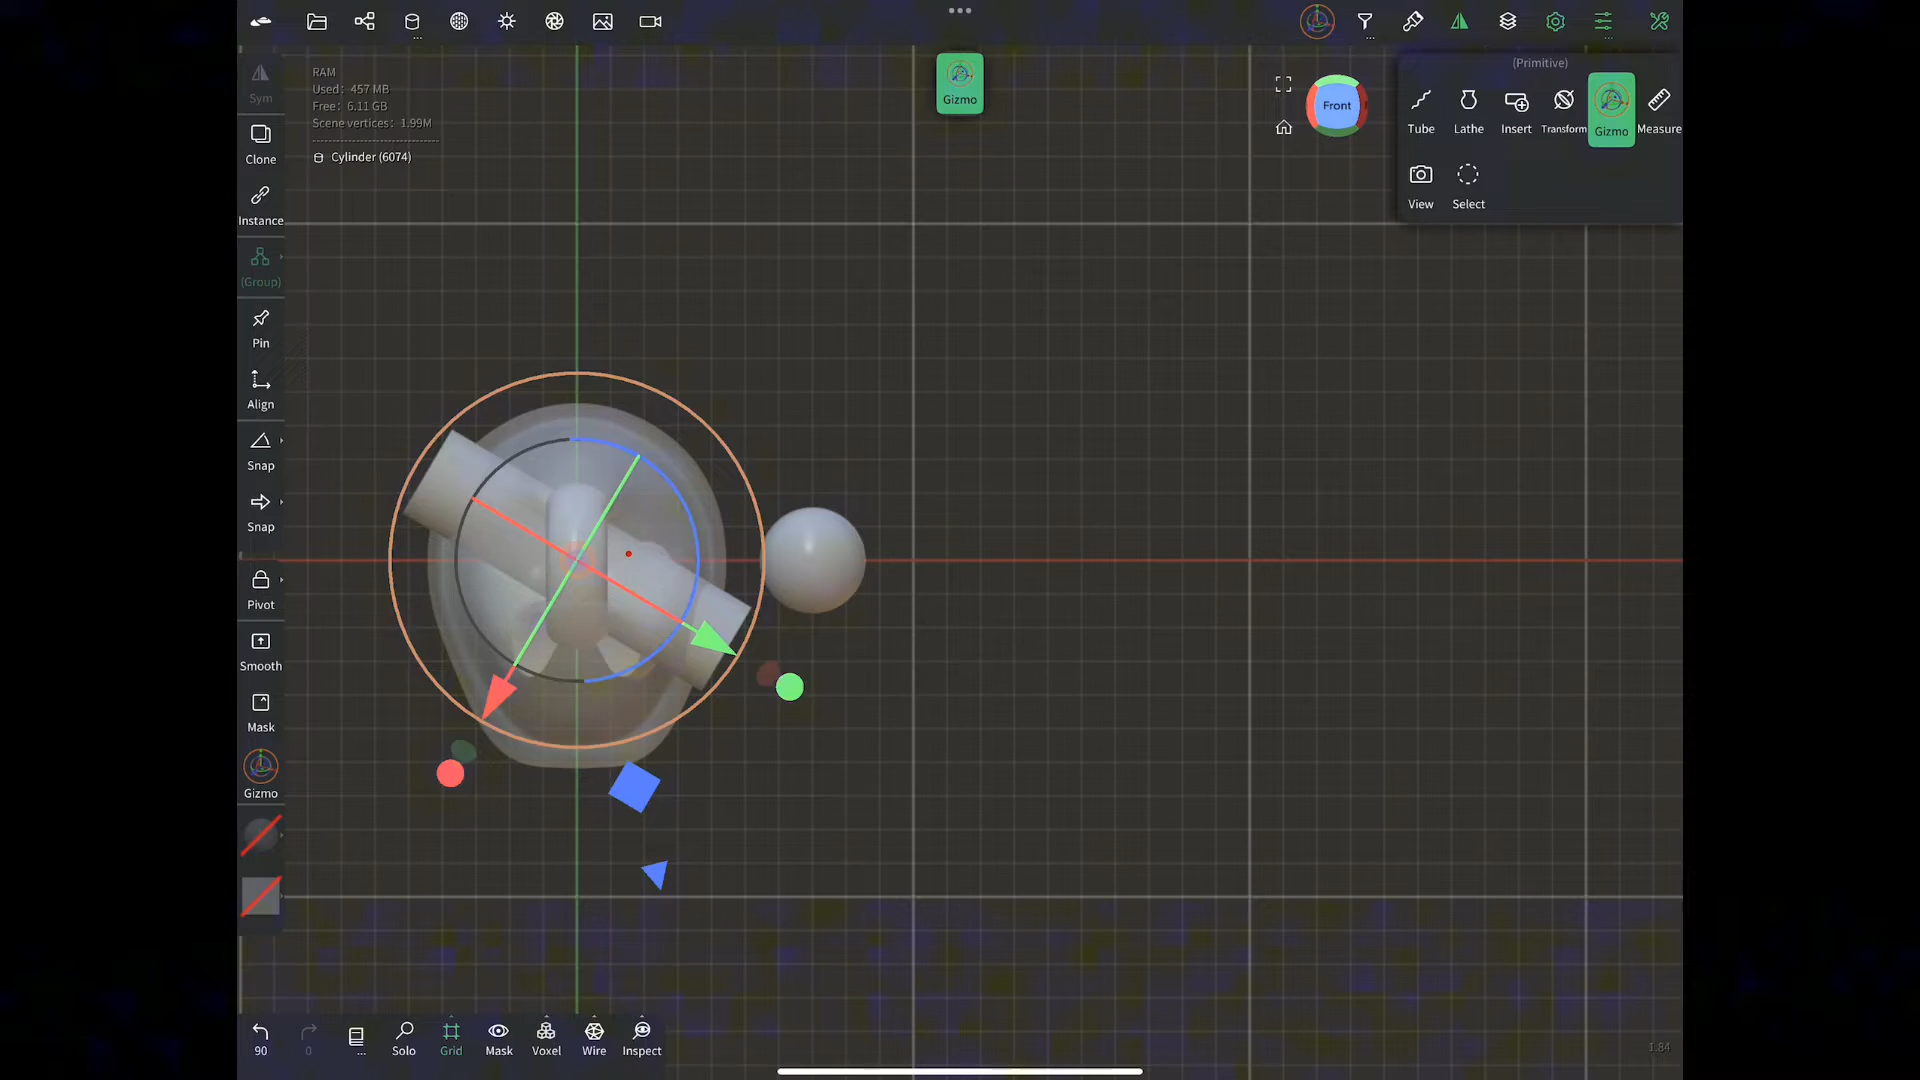 RAM
Used: 457 MB
Free: 6.11 GB
Scene vertices: 1.99M
Cylinder (6074)
Sym
Clone
Instance
(Group)
Pin
Align
Snap
Snap
Pivot
Smooth
Mask
Gizmo
Gizmo
Front
(Primitive)
Tube
Lathe
Insert
Transform
Gizmo
Measure
View
Select
90
0
...
Solo
Grid
Mask
Voxel
Wire
Inspect
1.84